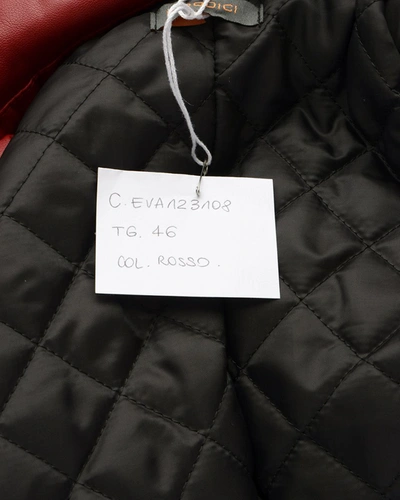 C. EVA123108
TG. 46
COL. ROSSO.